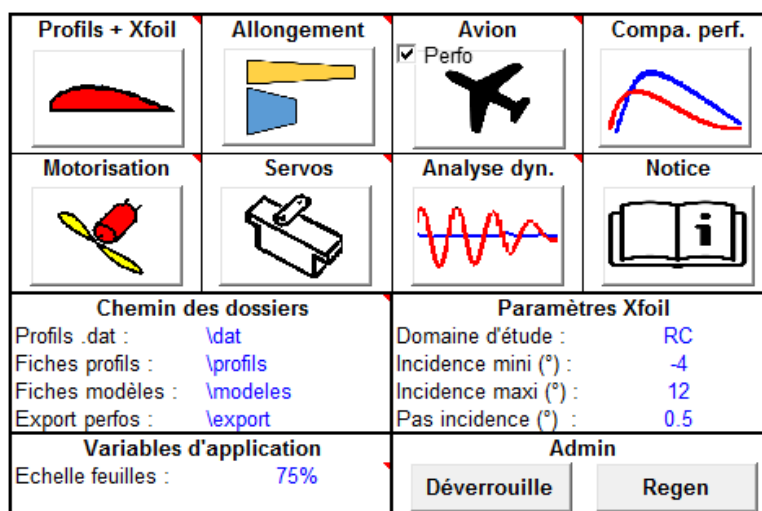 Profils + Xfoil Allongement Avion Compa. perf.
Perfo
Motorisation Servos Analyse dyn. Notice
i
Chemin des dossiers Paramètres Xfoil
Profils .dat : \dat Domaine d'étude : RC
Fiches profils : \profils Incidence mini (°) : -4
Fiches modèles : \modeles Incidence maxi (°) : 12
Export perfos : \export Pas incidence (°) : 0.5
Variables d'application Admin
Echelle feuilles : 75% Déverrouille Regen